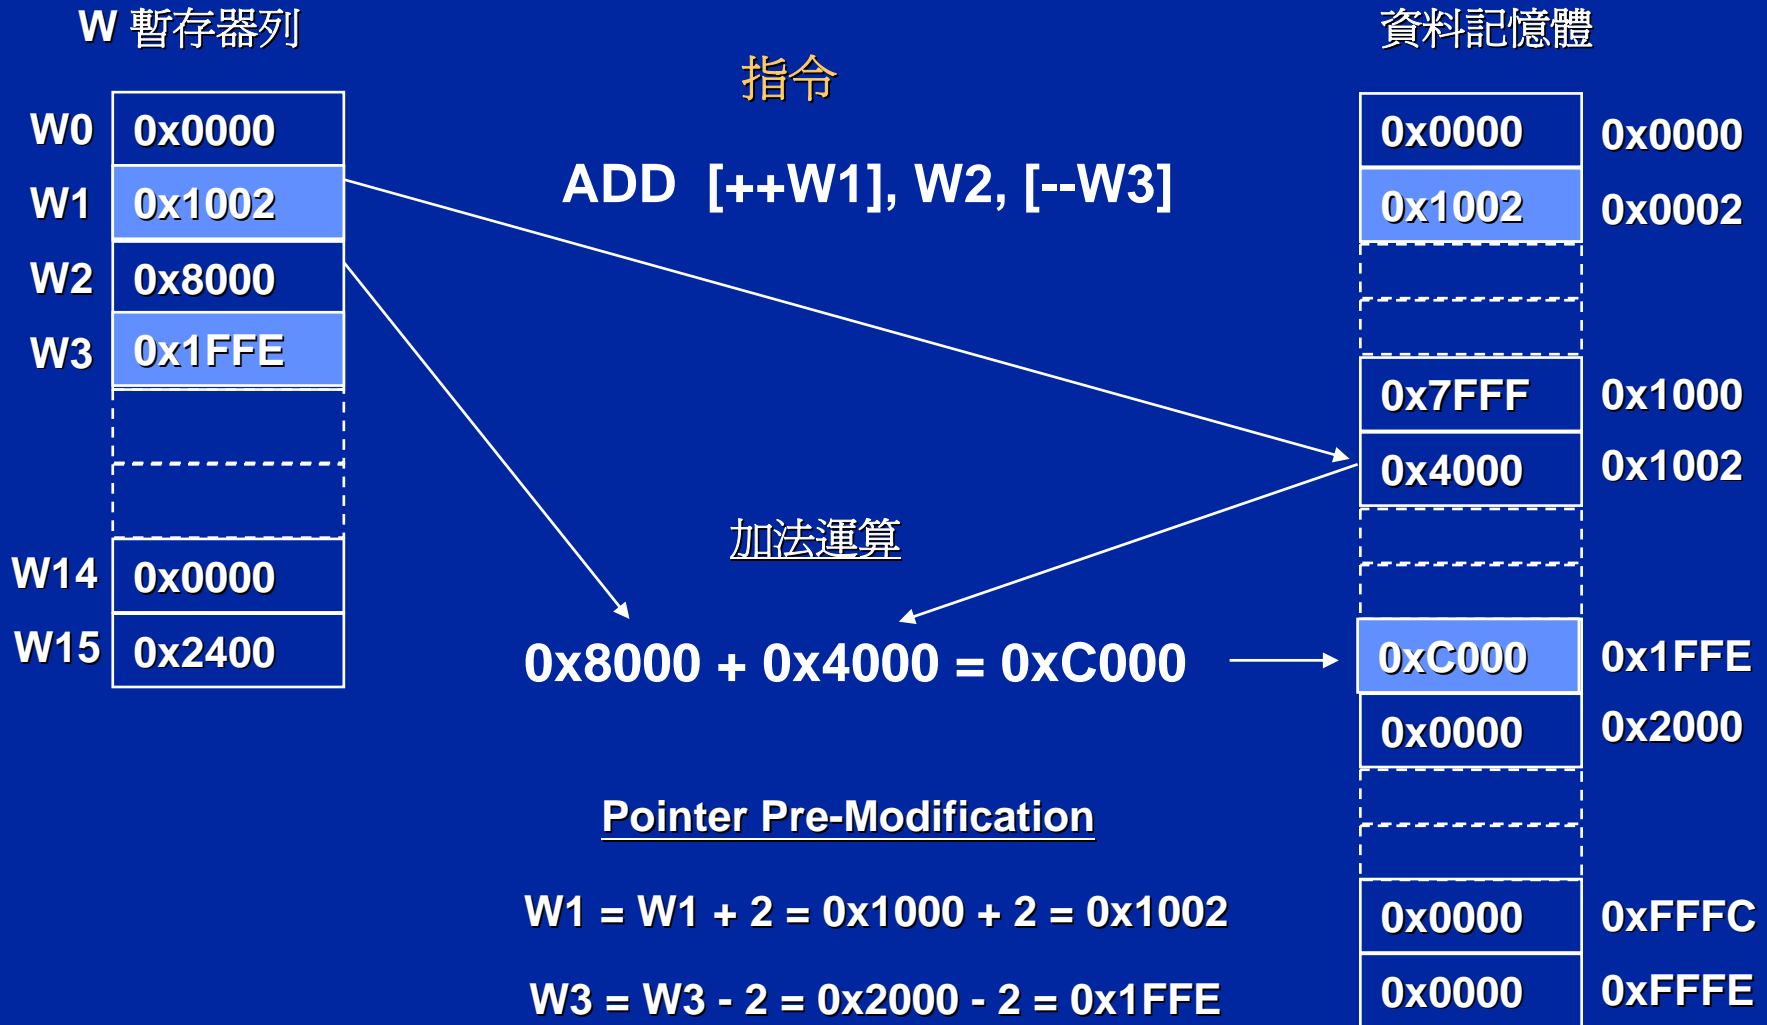 W 暫存器列
W0 0x0000
W1 0x1002
W2 0x8000
W3 0x1FFE
W14 0x0000
W15 0x2400
指令
ADD [++W1], W2, [--W3]
加法運算
0x8000 + 0x4000 = 0xC000
Pointer Pre-Modification
W1 = W1 + 2 = 0x1000 + 2 = 0x1002
W3 = W3 - 2 = 0x2000 - 2 = 0x1FFE
資料記憶體
0x0000 0x0000
0x1002 0x0002
0x7FFF 0x1000
0x4000 0x1002
0xC000 0x1FFE
0x0000 0x2000
0x0000 0xFFFC
0x0000 0xFFFE